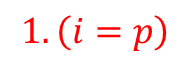 1. (i = p)